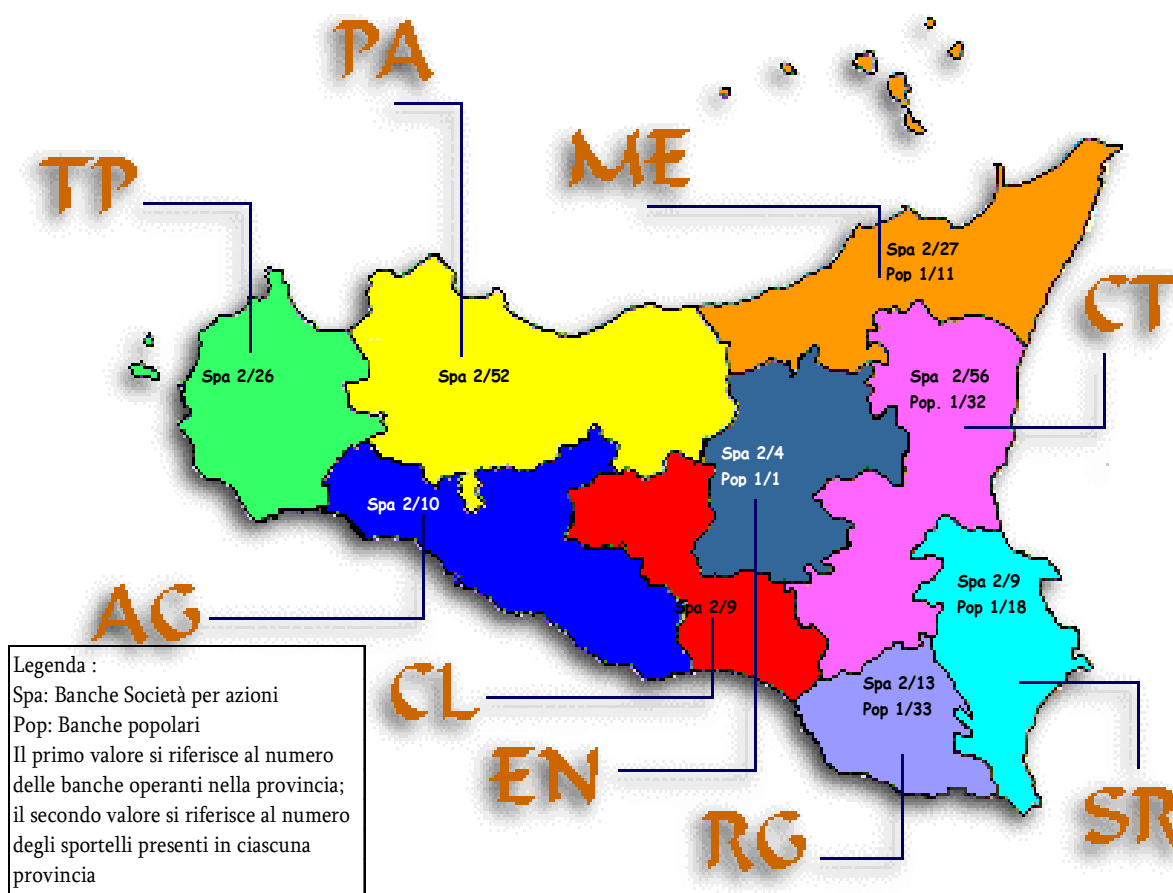 PA
TP
ME
CT
Spa 2/27
Pop 1/11
Spa 2/26
Spa 2/52
Spa 2/56
Pop. 1/32
Spa 2/4
Pop 1/1
Spa 2/10
Spa 2/9
Pop 1/18
Spa 2/9
AG
CL
EN
RG
SR
Spa 2/13
Pop 1/33
Legenda :
Spa: Banche Società per azioni
Pop: Banche popolari
Il primo valore si riferisce al numero
delle banche operanti nella provincia;
il secondo valore si riferisce al numero
degli sportelli presenti in ciascuna
provincia